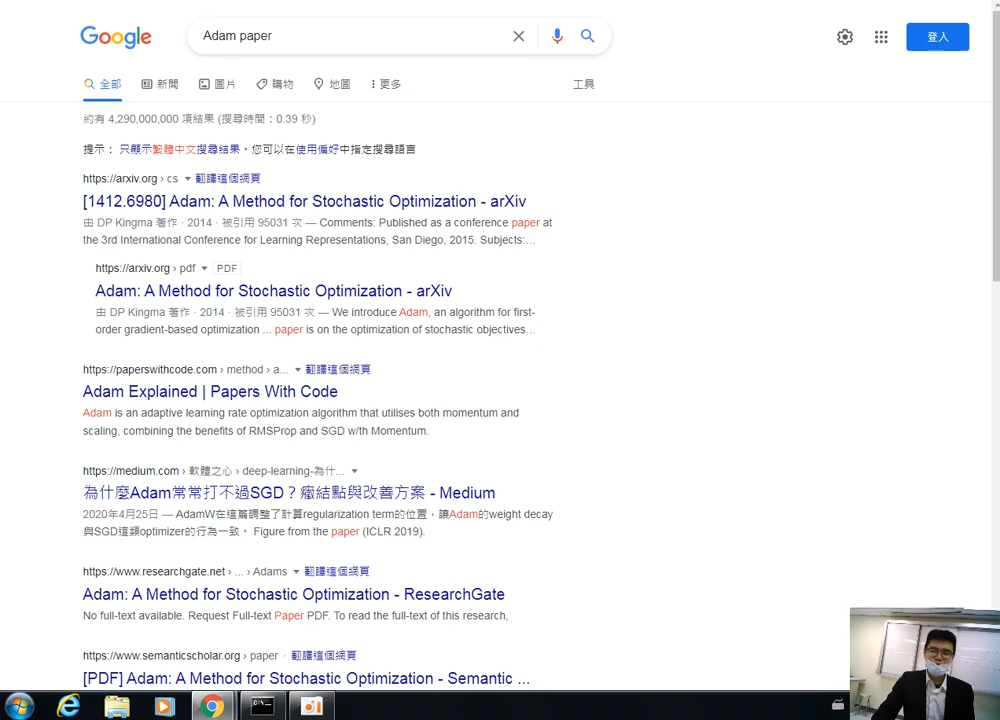 Google
Adam paper
登入
全部
新聞
圖片
購物
地圖
更多
工具
約有 4,290,000,000 項結果 (搜尋時間：0.39 秒)
提示： 只顯示繁體中文搜尋結果。您可以在使用偏好中指定搜尋語言
https://arxiv.org › cs 翻譯這個網頁
[1412.6980] Adam: A Method for Stochastic Optimization - arXiv
由 DP Kingma 著作 · 2014 · 被引用 95031 次 — Comments: Published as a conference paper at
the 3rd International Conference for Learning Representations, San Diego, 2015. Subjects:...
https://arxiv.org › pdf PDF
Adam: A Method for Stochastic Optimization - arXiv
由 DP Kingma 著作 · 2014 · 被引用 95031 次 — We introduce Adam, an algorithm for first-
order gradient-based optimization ... paper is on the optimization of stochastic objectives...
https://paperswithcode.com › method › a... 翻譯這個網頁
Adam Explained | Papers With Code
Adam is an adaptive learning rate optimization algorithm that utilises both momentum and
scaling, combining the benefits of RMSProp and SGD w/th Momentum.
https://medium.com › 軟體之心 › deep-learning-為什...
為什麼Adam常常打不過SGD？癥結點與改善方案 - Medium
2020年4月25日 — AdamW在這篇調整了計算regularization term的位置，讓Adam的weight decay
與SGD這類optimizer的行為一致。 Figure from the paper (ICLR 2019).
https://www.researchgate.net › ... › Adams 翻譯這個網頁
Adam: A Method for Stochastic Optimization - ResearchGate
No full-text available. Request Full-text Paper PDF. To read the full-text of this research,
https://www.semanticscholar.org › paper · 翻譯這個網頁
[PDF] Adam: A Method for Stochastic Optimization - Semantic ...